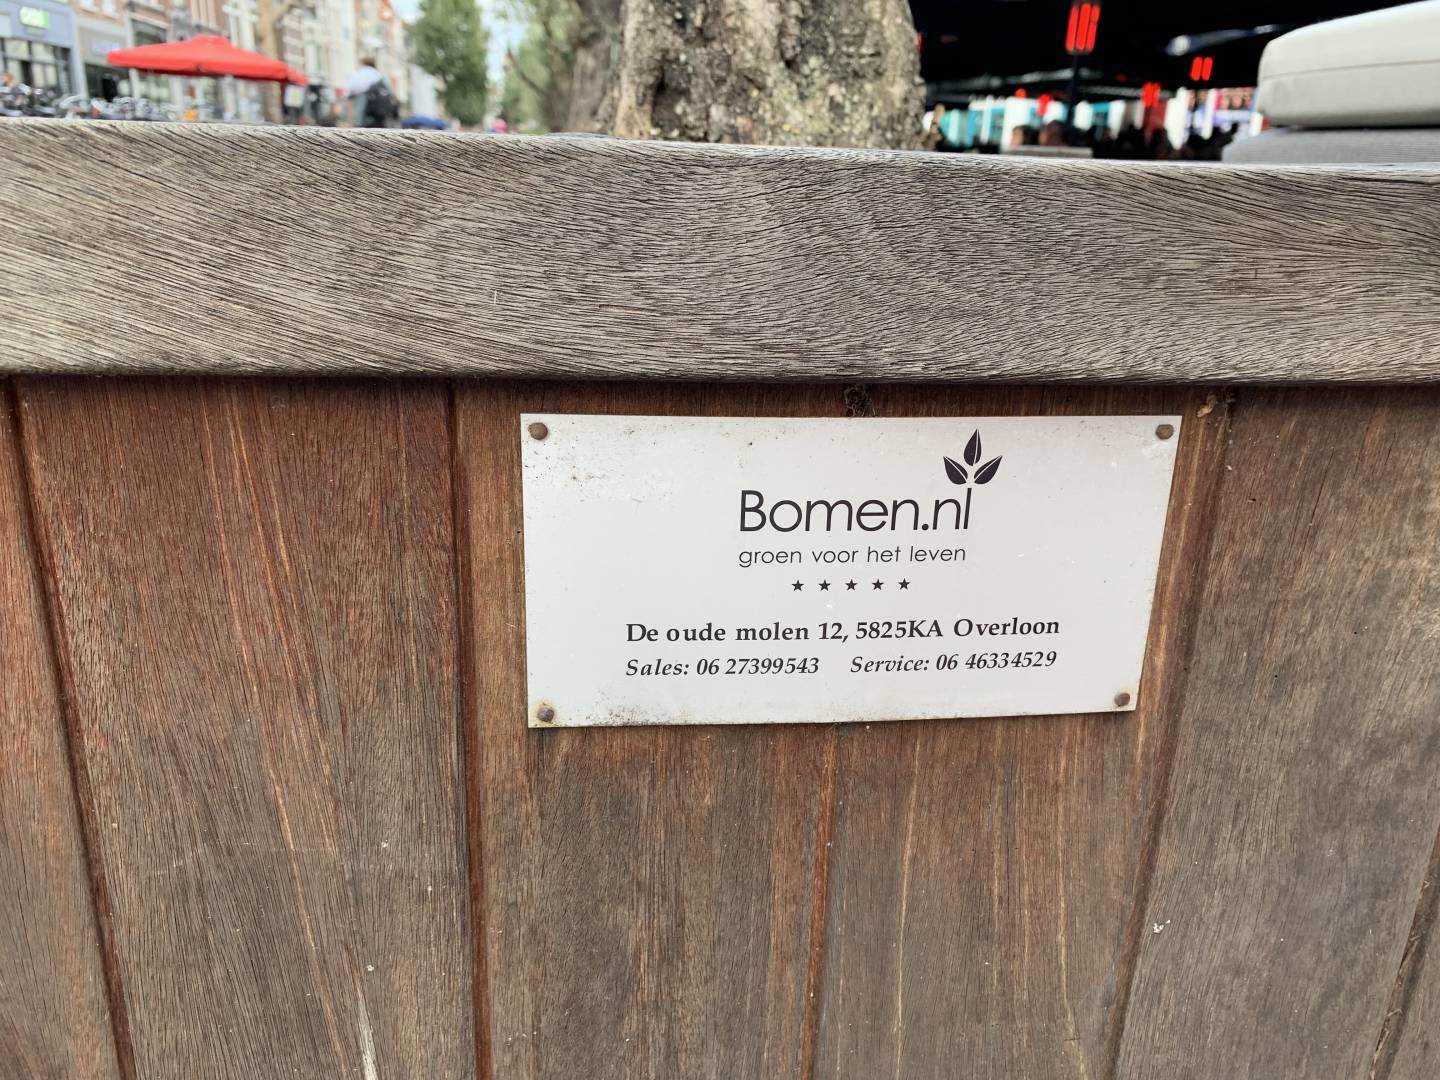 Bomen.nl
groen voor het leven
★ ★ ★ ★ ★
De oude molen 12, 5825KA Overloon
Sales: 06 27399543 Service: 06 46334529